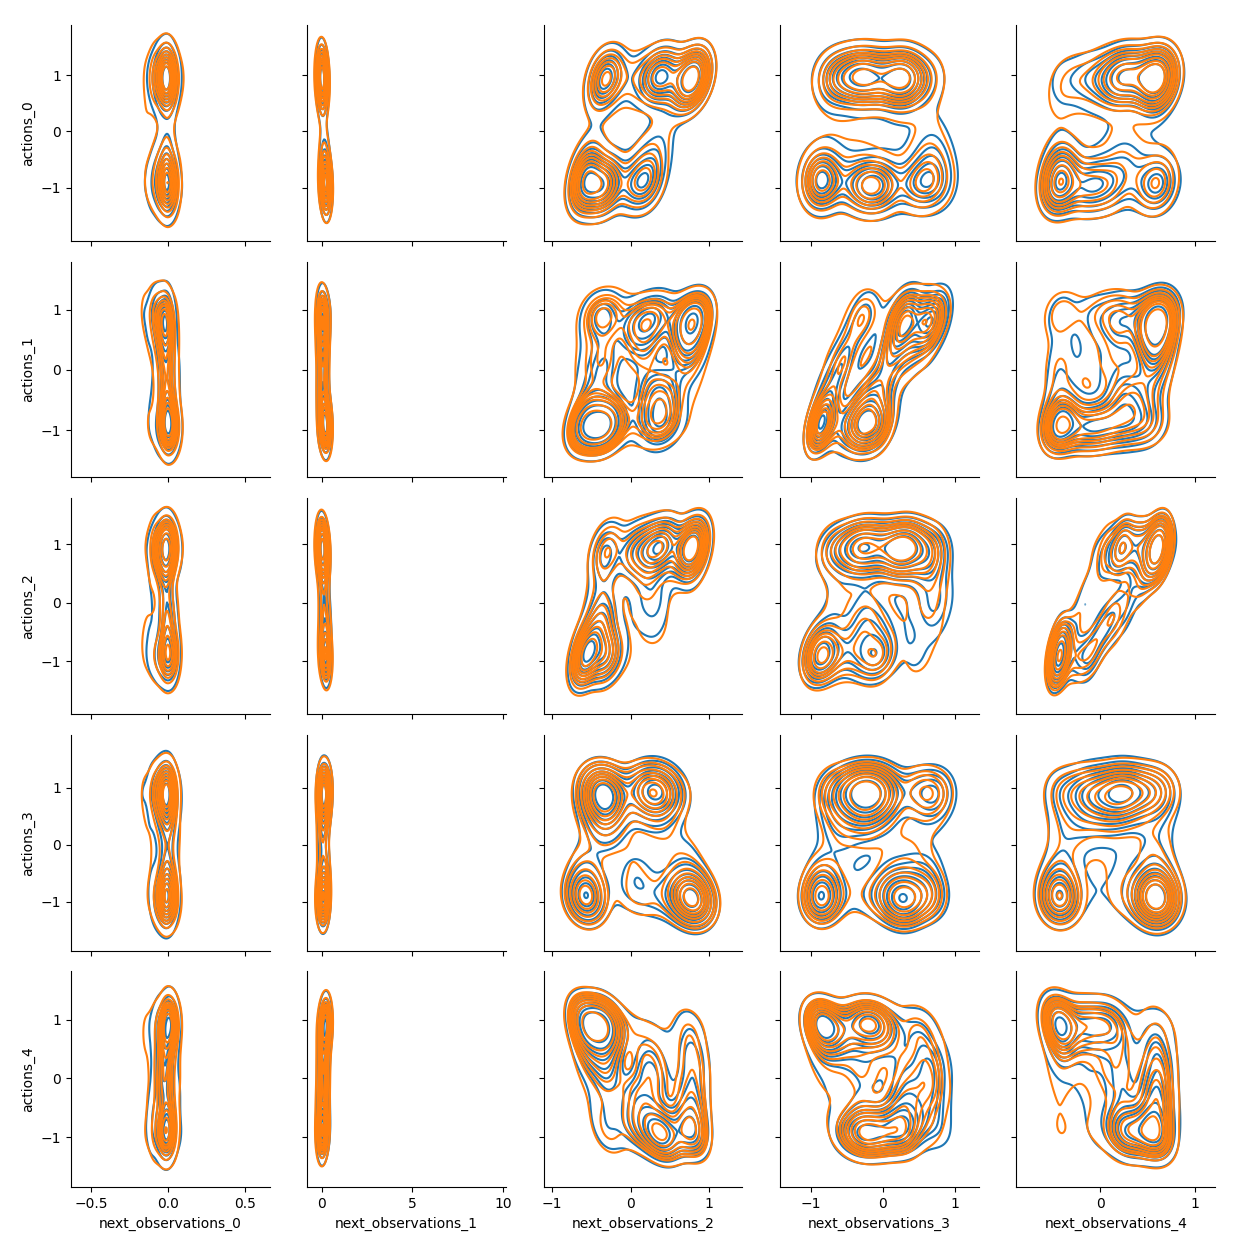 actions_0
1
0
−1
actions_1
1
0
−1
actions_2
1
0
−1
actions_3
1
0
−1
actions_4
1
0
−1
−0.5 0.0 0.5
0 5 10
−1 0 1
−1 0 1
0 1
next_observations_0
next_observations_1
next_observations_2
next_observations_3
next_observations_4